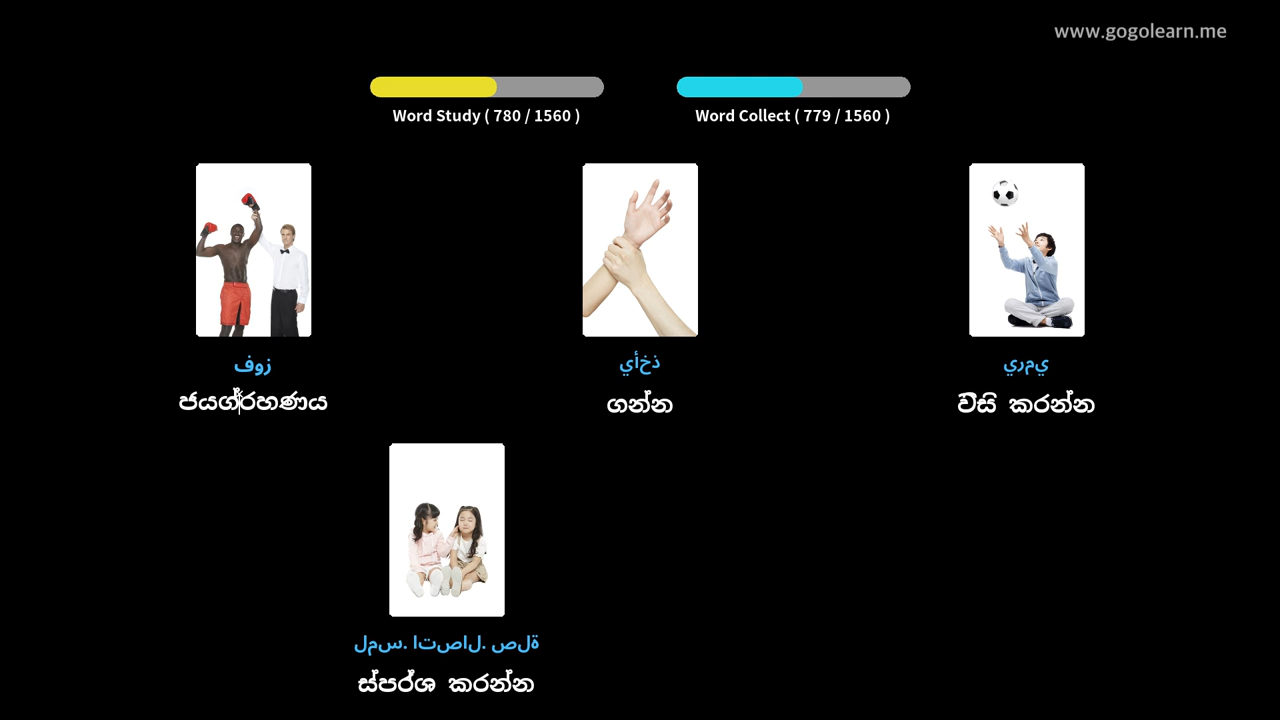 www.gogolearn.me
Word Study ( 780 / 1560 )
Word Collect ( 779 / 1560 )
فوز
يأخذ
يرمي
ජයග්‍රහණය
ගන්න
වීසි කරන්න
لمس. اتصال. صلة
ස්පර්ශ කරන්න